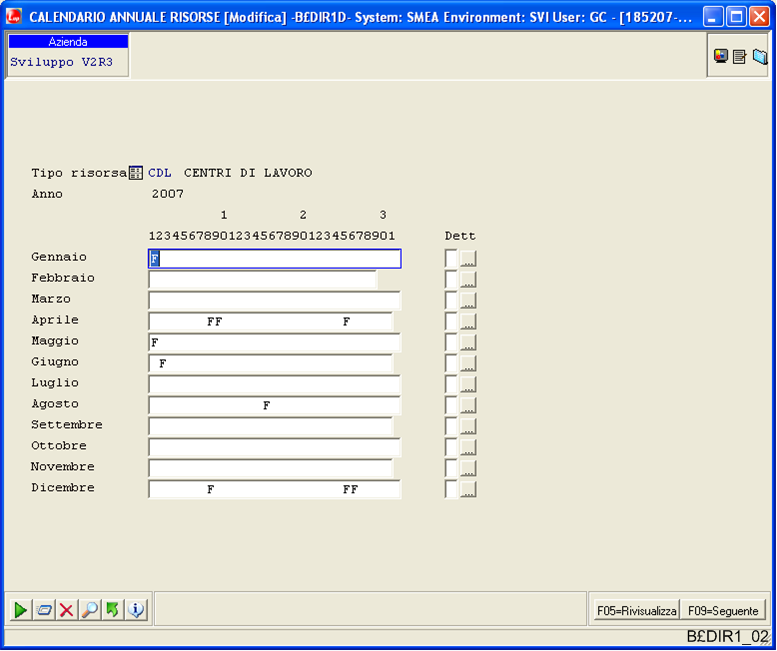 CALENDARIO ANNUALE RISORSE [Modifica] -B£DIR1D- System: SMEA Environment: SVI User: GC - [185207-...
Azienda
Sviluppo V2R3
Tipo risorsa CDL CENTRI DI LAVORO
Anno 2007
1 2 3
1234567890123456789012345678901 Dett
Gennaio F ...
Febbraio ...
Marzo ...
Aprile FF F ...
Maggio F ...
Giugno F ...
Luglio ...
Agosto F ...
Settembre ...
Ottobre ...
Novembre ...
Dicembre F FF ...
F05=Rivisualizza F09=Seguente
B£DIR1_02